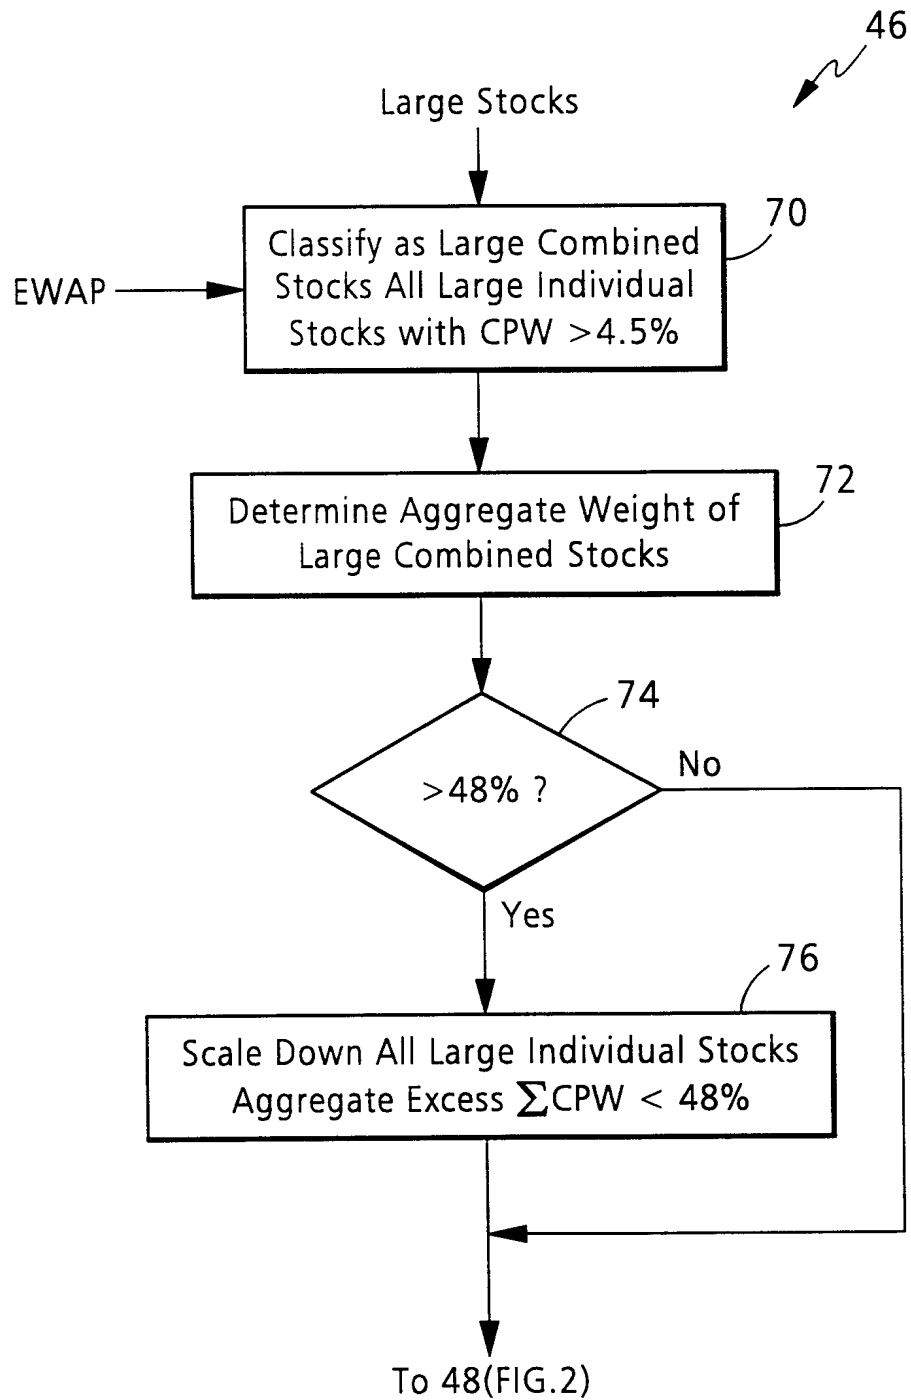 46
Large Stocks
70
Classify as Large Combined
Stocks All Large Individual
Stocks with CPW >4.5%
EWAP
72
Determine Aggregate Weight of
Large Combined Stocks
74
>48% ?
No
Yes
76
Scale Down All Large Individual Stocks
Aggregate Excess ∑CPW < 48%
To 48(FIG.2)